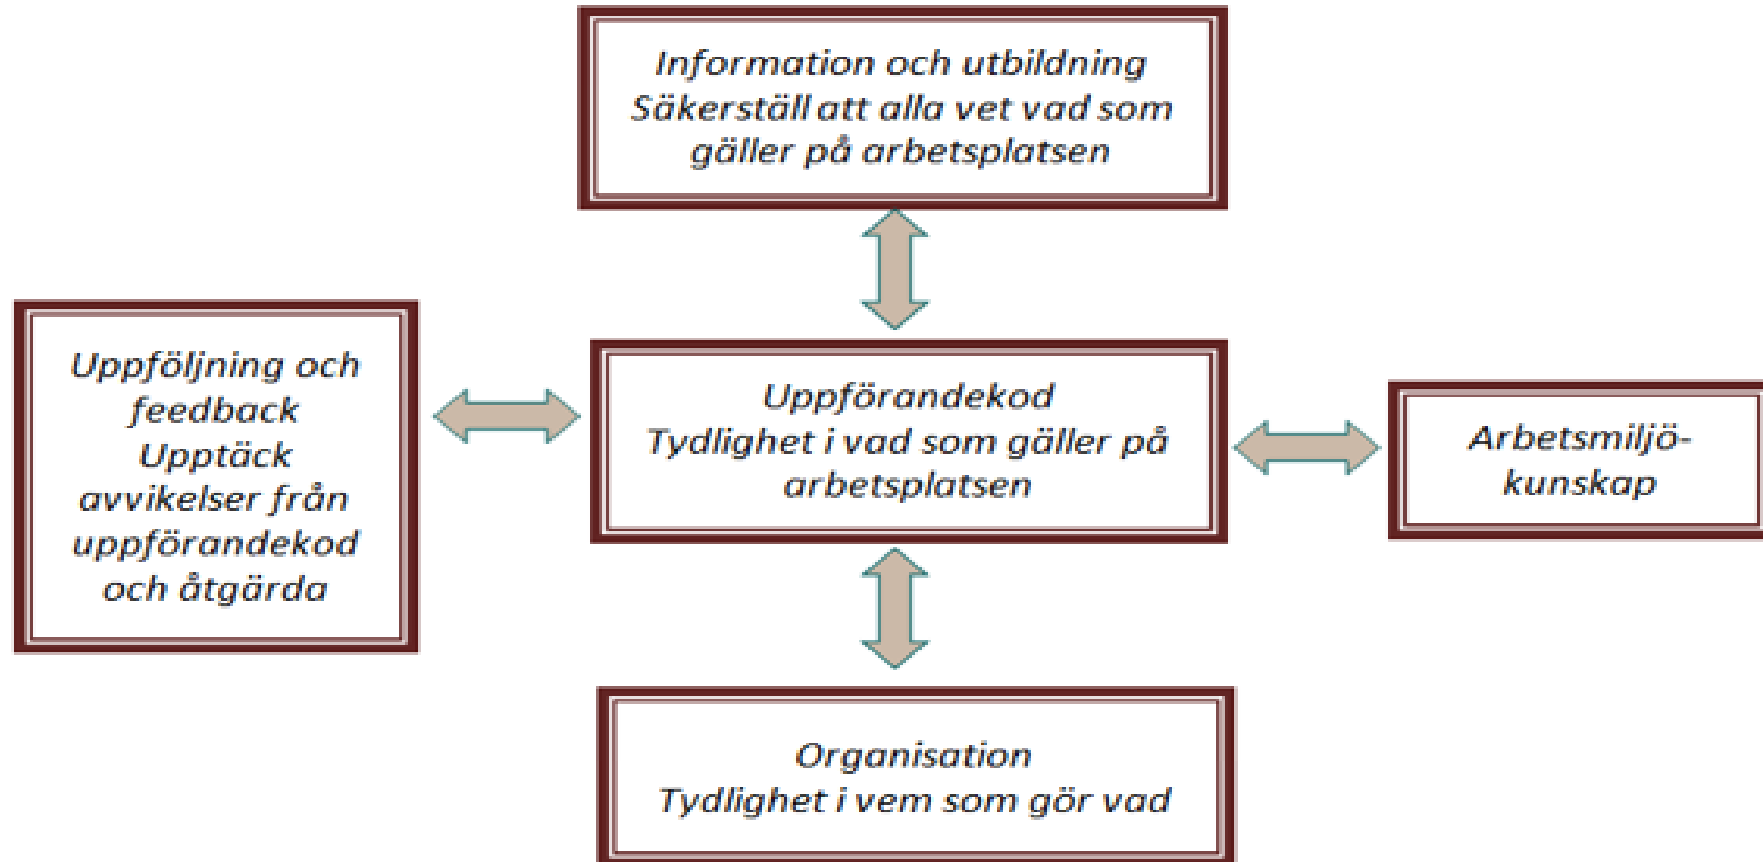 Information och utbildning
Säkerställ att alla vet vad som
gäller på arbetsplatsen
Uppföljning och
feedback
Upptäck
avvikelser från
uppförandekod
och åtgärda
Uppförandekod
Tydlighet i vad som gäller på
arbetsplatsen
Arbetsmiljö-
kunskap
Organisation
Tydlighet i vem som gör vad